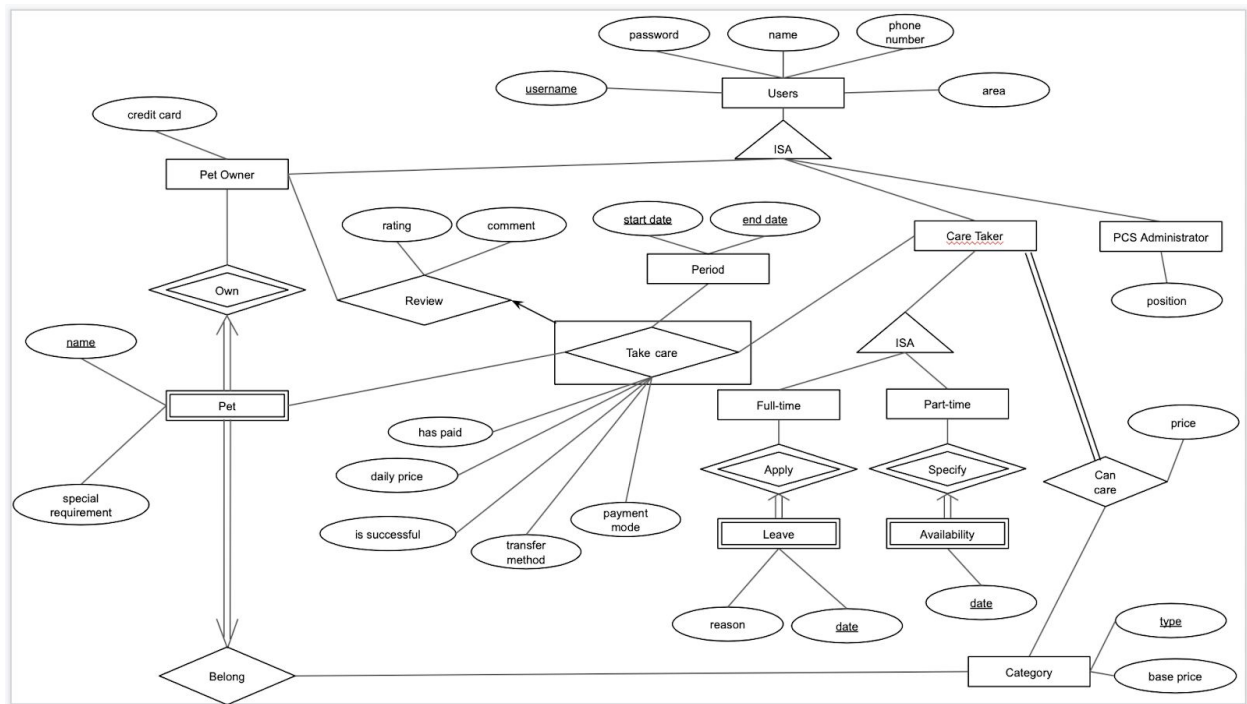 password
name
phone
number
username
Users
area
credit card
ISA
Pet Owner
start date
end date
rating
comment
Care Taker
PCS Administrator
Period
Own
Review
position
name
Take care
ISA
Pet
Full-time
Part-time
has paid
price
daily price
Apply
Specify
Can
care
special
requirement
payment
mode
is successful
transfer
method
Leave
Availability
reason
date
date
type
Belong
Category
base price